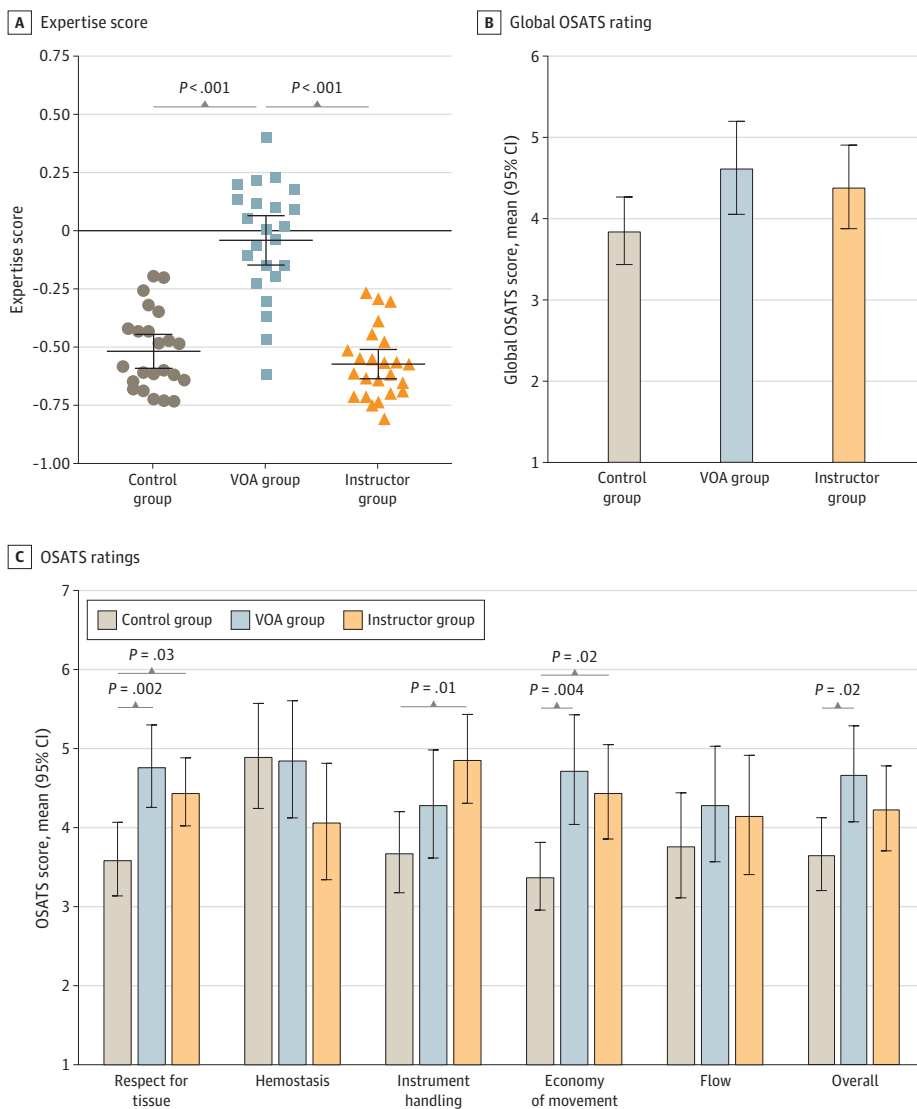 A Expertise score
0.75
0.50
0.25
0
-0.25
-0.50
-0.75
-1.00
Expertise score
P < .001
P < .001
Control group
VOA group
Instructor group
B Global OSATS rating
6
5
4
3
2
1
Global OSATS score, mean (95% CI)
Control group
VOA group
Instructor group
C OSATS ratings
7
6
5
4
3
2
1
OSATS score, mean (95% CI)
Control group
VOA group
Instructor group
P = .03
P = .002
P = .01
P = .02
P = .004
P = .02
Respect for tissue
Hemostasis
Instrument handling
Economy of movement
Flow
Overall